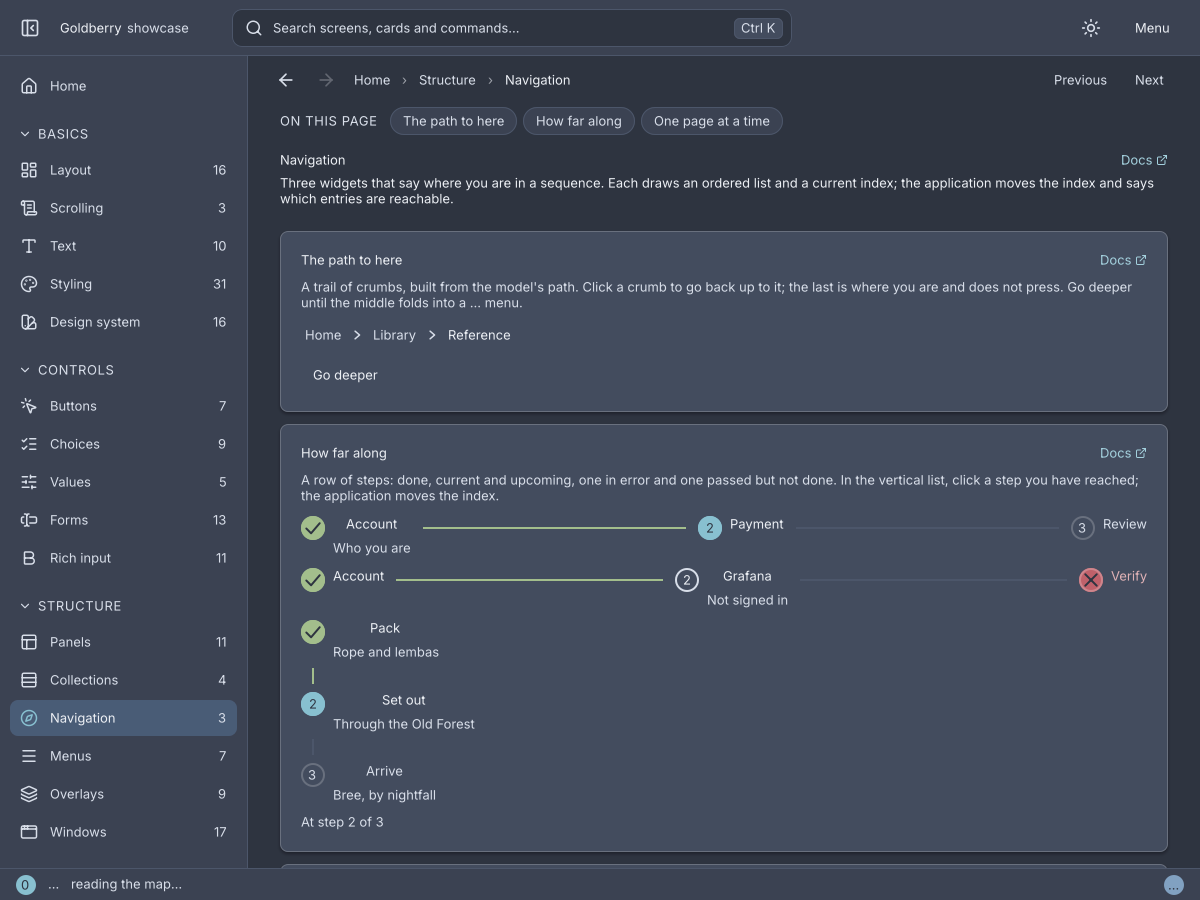 Goldberry showcase
Search screens, cards and commands...
Ctrl K
Menu
Home
BASICS
Layout 16
Scrolling 3
Text 10
Styling 31
Design system 16
CONTROLS
Buttons 7
Choices 9
Values 5
Forms 13
Rich input 11
STRUCTURE
Panels 11
Collections 4
Navigation 3
Menus 7
Overlays 9
Windows 17
Home › Structure › Navigation
Previous Next
ON THIS PAGE The path to here How far along One page at a time
Navigation Docs
Three widgets that say where you are in a sequence. Each draws an ordered list and a current index; the application moves the index and says
which entries are reachable.
The path to here Docs
A trail of crumbs, built from the model's path. Click a crumb to go back up to it; the last is where you are and does not press. Go deeper
until the middle folds into a ... menu.
Home Library Reference
Go deeper
How far along Docs
A row of steps: done, current and upcoming, one in error and one passed but not done. In the vertical list, click a step you have reached;
the application moves the index.
Account 2 Payment 3 Review
Who you are
Account 2 Grafana Verify
Not signed in
Pack
Rope and lembas
2 Set out
Through the Old Forest
3 Arrive
Bree, by nightfall
At step 2 of 3
0 ... reading the map... ...